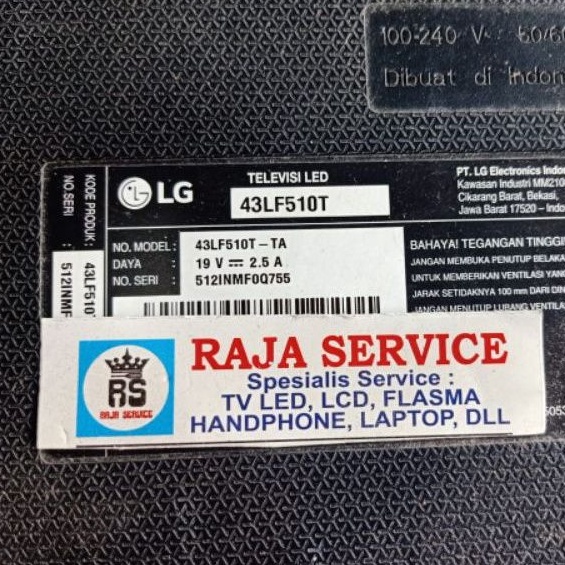 100-240 V~ 50/60
Dibuat di Indon
TELEVISI LED
LG
43LF510T
PT. LG Electronics Indon
Kawasan Industri MM210
Cikarang Barat, Bekasi,
Jawa Barat 17520 – Indo
KODE PRODUK : 43LF510T
NO.SERI : 512INMF
NO. MODEL : 43LF510T-TA
DAYA : 19 V ⎓ 2.5 A
NO. SERI : 512INMF0Q755
BAHAYA! TEGANGAN TINGGI
JANGAN MEMBUKA PENUTUP BELAKA
UNTUK MEMBERIKAN VENTILASI YANG
JARAK SETIDAKNYA 100 mm DARI DIN
JANGAN MENUTUP LUBANG VENTILA
RS
RAJA SERVICE
RAJA SERVICE
Spesialis Service :
TV LED, LCD, FLASMA
HANDPHONE, LAPTOP, DLL